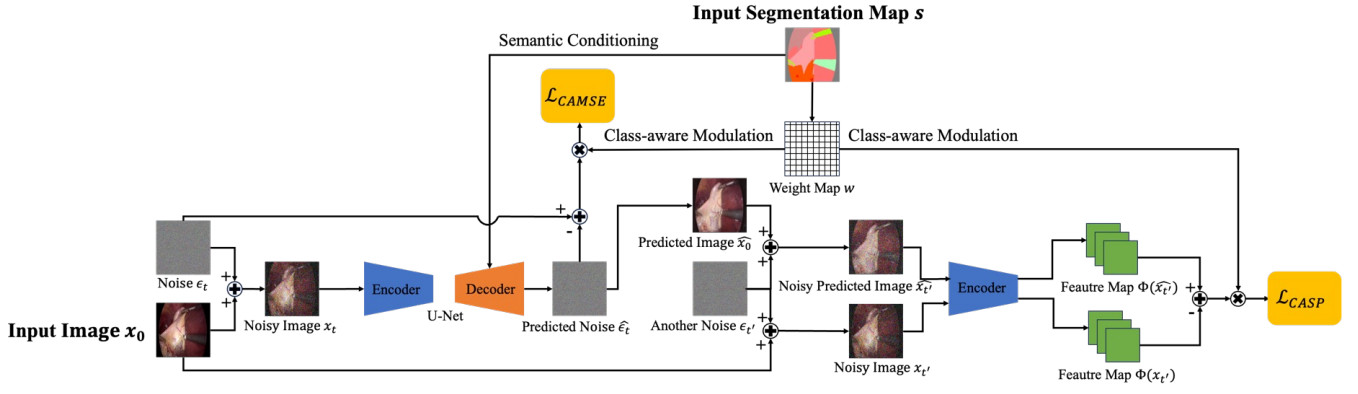 Input Segmentation Map s
Semantic Conditioning
ℒCAMSE
Class-aware Modulation
Class-aware Modulation
Weight Map w
+
-
Noise ϵt
+
+
Noisy Image xt
Input Image x0
Encoder
U-Net
Decoder
Predicted Noise ϵ̂t
Predicted Image x̂0
Another Noise ϵt′
+
+
+
+
Noisy Predicted Image x̂t′
Noisy Image xt′
Encoder
Feautre Map Φ(x̂t′)
Feautre Map Φ(xt′)
+
-
ℒCASP